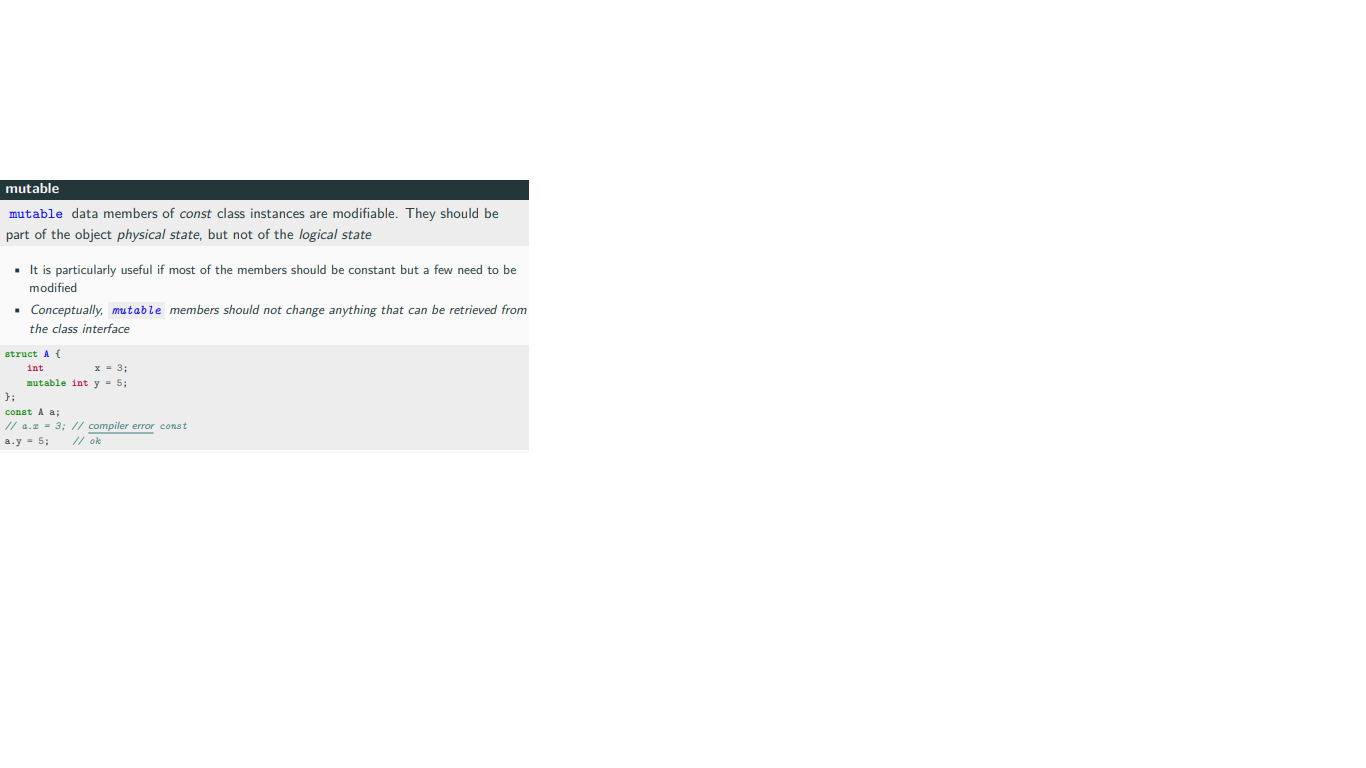 mutable
mutable data members of const class instances are modifiable. They should be
part of the object physical state, but not of the logical state
▪ It is particularly useful if most of the members should be constant but a few need to be
modified
▪ Conceptually, mutable members should not change anything that can be retrieved from
the class interface
struct A {
    int         x = 3;
    mutable int y = 5;
};
const A a;
// a.x = 3; // compiler error const
a.y = 5;    // ok